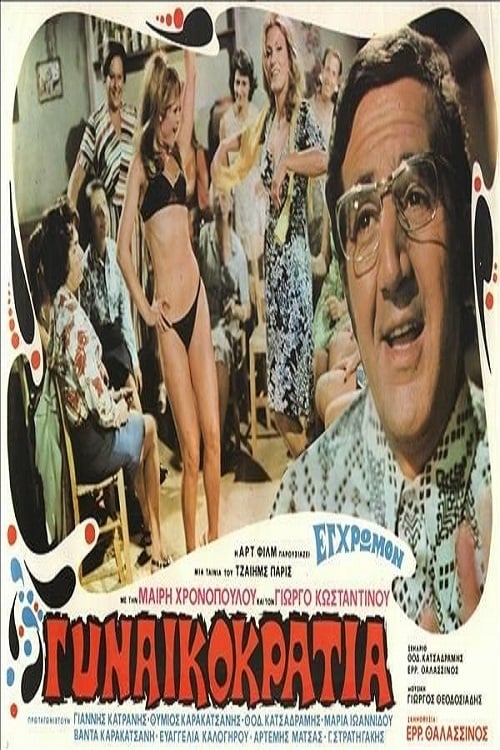 Η ΑΡΤ ΦΙΛΜ ΠΑΡΟΥΣΙΑΖΕΙ
ΕΓΧΡΩΜΟΝ
ΜΙΑ ΤΑΙΝΙΑ ΤΟΥ ΤΖΑΙΗΜΣ ΠΑΡΙΣ
ΜΕ ΤΗΝ ΜΑΙΡΗ ΧΡΟΝΟΠΟΥΛΟΥ ΚΑΙ ΤΟΝ ΓΙΩΡΓΟ ΚΩΣΤΑΝΤΙΝΟΥ
ΓΥΝΑΙΚΟΚΡΑΤΙΑ
ΠΡΩΤΑΓΩΝΙΣΤΟΥΝ ΓΙΑΝΝΗΣ ΚΑΤΡΑΝΗΣ·ΘΥΜΙΟΣ ΚΑΡΑΚΑΤΣΑΝΗΣ·ΘΟΔ. ΚΑΤΣΑΔΡΑΜΗΣ·ΜΑΡΙΑ ΙΩΑΝΝΙΔΟΥ
ΒΑΝΤΑ ΚΑΡΑΚΑΤΣΑΝΗ·ΕΥΑΓΓΕΛΙΑ ΚΑΛΟΓΗΡΟΥ·ΑΡΤΕΜΗΣ ΜΑΤΣΑΣ·Γ.ΣΤΡΑΤΗΓΑΚΗΣ
ΣΕΝΑΡΙΟ
ΘΟΔ. ΚΑΤΣΑΔΡΑΜΗΣ
ΕΡΡ. ΘΑΛΑΣΣΙΝΟΣ
ΜΟΥΣΙΚΗ
ΓΙΩΡΓΟΣ ΘΕΟΔΟΣΙΑΔΗΣ
ΣΚΗΝΟΘΕΣΙΑ
ΕΡΡ. ΘΑΛΑΣΣΙΝΟΣ